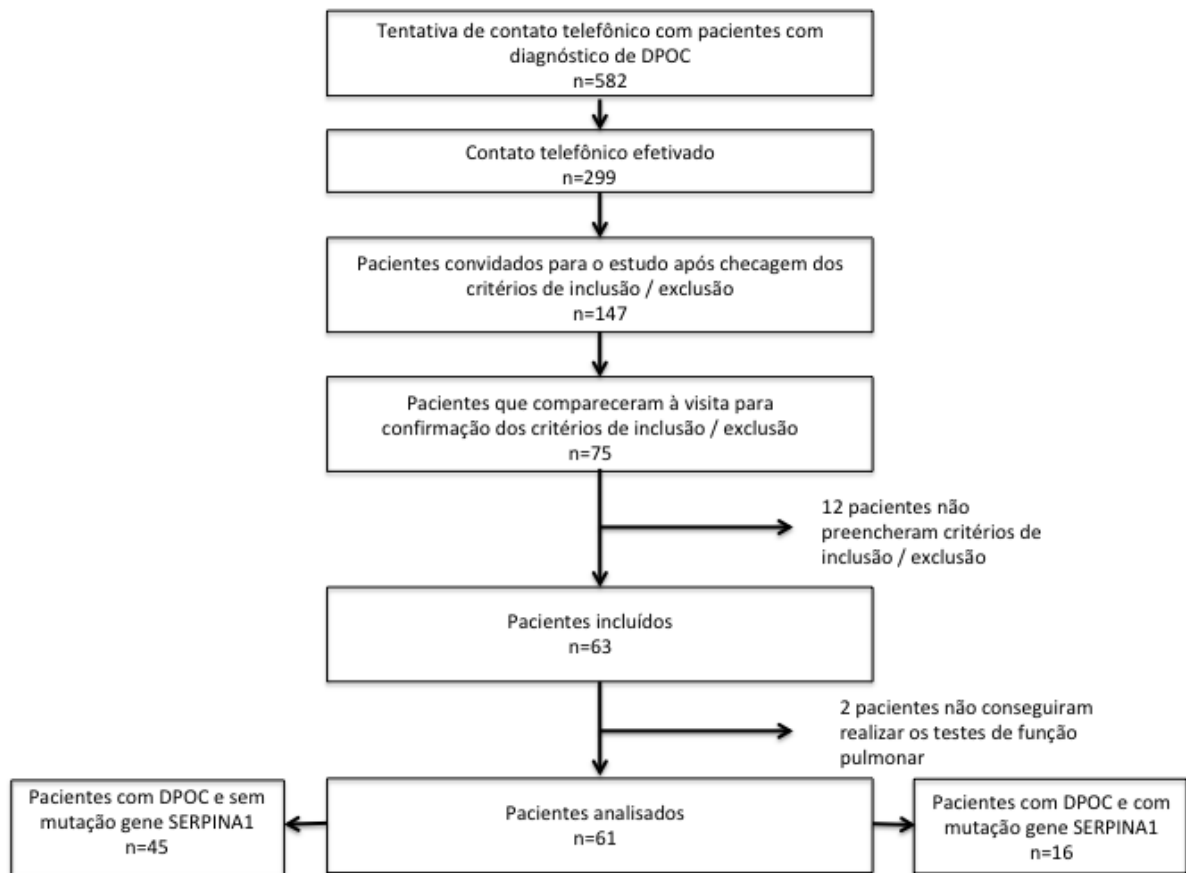 Tentativa de contato telefônico com pacientes com
diagnóstico de DPOC
n=582
Contato telefônico efetivado
n=299
Pacientes convidados para o estudo após checagem dos
critérios de inclusão / exclusão
n=147
Pacientes que compareceram à visita para
confirmação dos critérios de inclusão / exclusão
n=75
12 pacientes não
preencheram critérios de
inclusão / exclusão
Pacientes incluídos
n=63
2 pacientes não conseguiram
realizar os testes de função
pulmonar
Pacientes com DPOC e sem
mutação gene SERPINA1
n=45
Pacientes analisados
n=61
Pacientes com DPOC e com
mutação gene SERPINA1
n=16